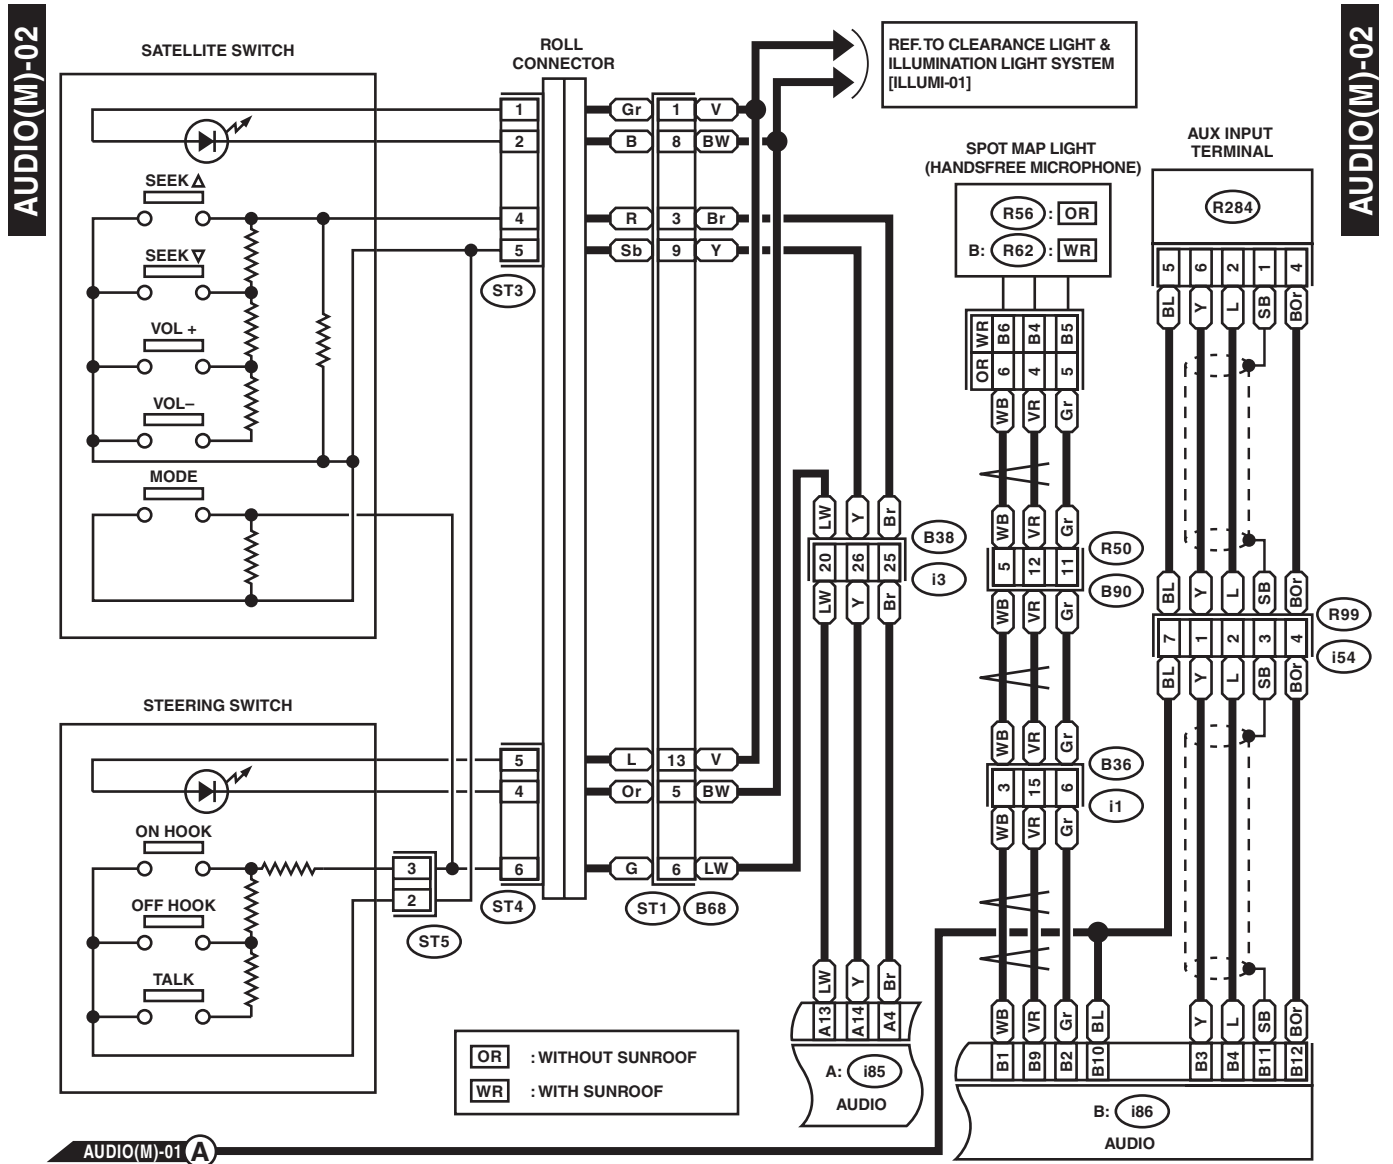 AUDIO(M)-02
AUDIO(M)-02
SATELLITE SWITCH
ROLL
CONNECTOR
REF. TO CLEARANCE LIGHT &
ILLUMINATION LIGHT SYSTEM
[ILLUMI-01]
SPOT MAP LIGHT
(HANDSFREE MICROPHONE)
AUX INPUT
TERMINAL
1 Gr 1 V
2 B 8 BW
SEEK △
4 R 3 Br
SEEK ▽
5 Sb 9 Y
ST3
VOL +
VOL–
MODE
R56 : OR
B: R62 : WR
R284
WR B6 B4 B5
OR 6 4 5
WB VR Gr
5 6 2 1 4
BL Y L SB BOr
LW Y Br
20 26 25
LW Y Br
B38
i3
WB VR Gr
5 12 11
WB VR Gr
R50
B90
BL Y L SB BOr
7 1 2 3 4
BL Y L SB BOr
R99
i54
STEERING SWITCH
5 L 13 V
4 Or 5 BW
ON HOOK
3
6 G 6 LW
OFF HOOK
2
ST4
ST1 B68
ST5
TALK
WB VR Gr
3 15 6
WB VR Gr
B36
i1
LW Y Br
A13 A14 A4
A: i85
AUDIO
WB VR Gr BL Y L SB BOr
B1 B9 B2 B10 B3 B4 B11 B12
B: i86
AUDIO
OR : WITHOUT SUNROOF
WR : WITH SUNROOF
AUDIO(M)-01 A